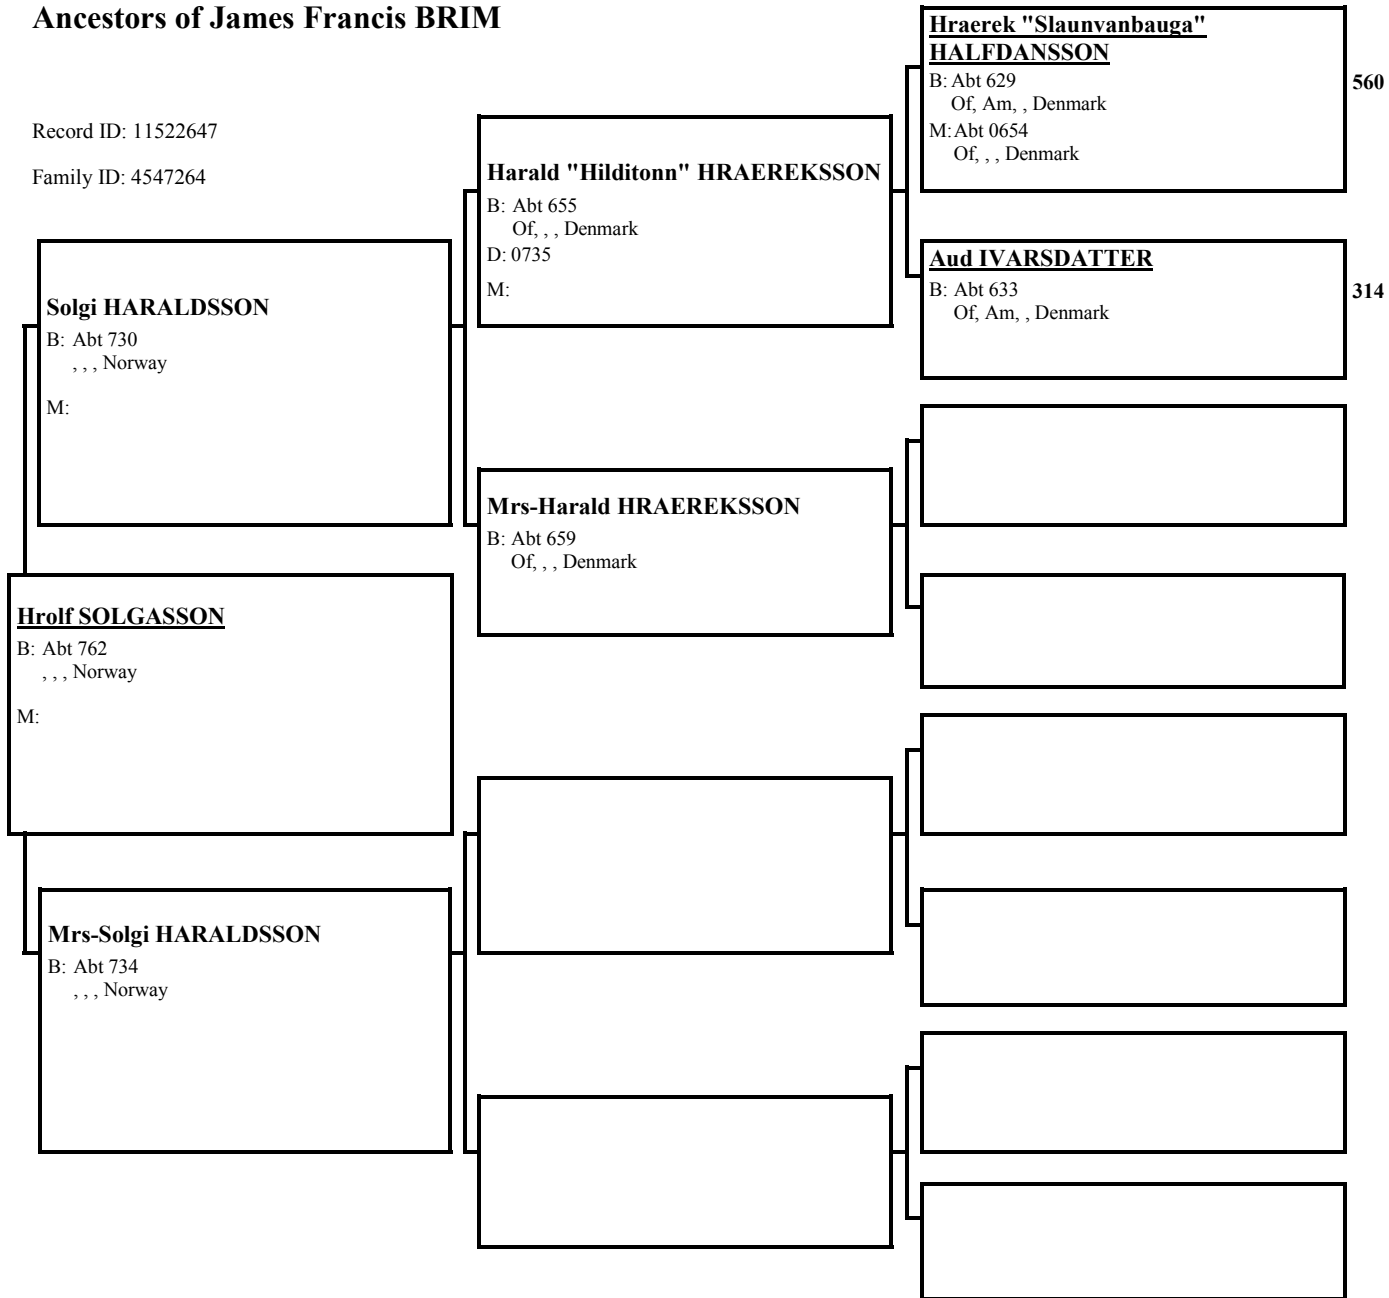 Ancestors of James Francis BRIM
Record ID: 11522647
Family ID: 4547264
Hrolf SOLGASSON
B: Abt 762
, , , Norway
M:
Solgi HARALDSSON
B: Abt 730
, , , Norway
M:
Mrs-Solgi HARALDSSON
B: Abt 734
, , , Norway
Harald "Hilditonn" HRAEREKSSON
B: Abt 655
Of, , , Denmark
D: 0735
M:
Mrs-Harald HRAEREKSSON
B: Abt 659
Of, , , Denmark
Hraerek "Slaunvanbauga"
HALFDANSSON
B: Abt 629
Of, Am, , Denmark
M:Abt 0654
Of, , , Denmark
560
Aud IVARSDATTER
B: Abt 633
Of, Am, , Denmark
314